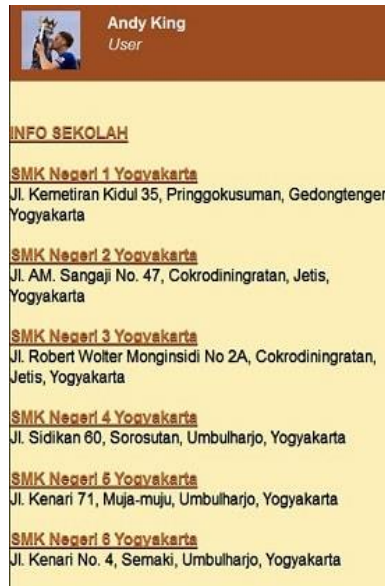 Andy King
User
INFO SEKOLAH
SMK Negeri 1 Yogyakarta
Jl. Kemetiran Kidul 35, Pringgokusuman, Gedongtenger
Yogyakarta
SMK Negeri 2 Yogyakarta
Jl. AM. Sangaji No. 47, Cokrodiningratan, Jetis,
Yogyakarta
SMK Negeri 3 Yogyakarta
Jl. Robert Wolter Monginsidi No 2A, Cokrodiningratan,
Jetis, Yogyakarta
SMK Negeri 4 Yogyakarta
Jl. Sidikan 60, Sorosutan, Umbulharjo, Yogyakarta
SMK Negeri 5 Yogyakarta
Jl. Kenari 71, Muja-muju, Umbulharjo, Yogyakarta
SMK Negeri 6 Yogyakarta
Jl. Kenari No. 4, Semaki, Umbulharjo, Yogyakarta